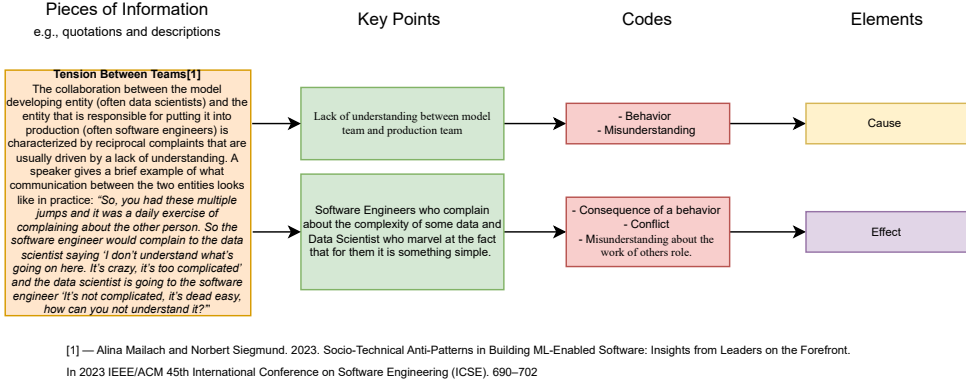 Pieces of Information
e.g., quotations and descriptions
Key Points
Codes
Elements
Tension Between Teams[1]
The collaboration between the model
developing entity (often data scientists) and the
entity that is responsible for putting it into
production (often software engineers) is
characterized by reciprocal complaints that are
usually driven by a lack of understanding. A
speaker gives a brief example of what
communication between the two entities looks
like in practice: “So, you had these multiple
jumps and it was a daily exercise of
complaining about the other person. So the
software engineer would complain to the data
scientist saying ‘I don’t understand what’s
going on here. It’s crazy, it’s too complicated’
and the data scientist is going to the software
engineer ‘It’s not complicated, it’s dead easy,
how can you not understand it?’”
Lack of understanding between model
team and production team
- Behavior
- Misunderstanding
Cause
Software Engineers who complain
about the complexity of some data and
Data Scientist who marvel at the fact
that for them it is something simple.
- Consequence of a behavior
- Conflict
- Misunderstanding about the
work of others role.
Effect
[1] — Alina Mailach and Norbert Siegmund. 2023. Socio-Technical Anti-Patterns in Building ML-Enabled Software: Insights from Leaders on the Forefront.
In 2023 IEEE/ACM 45th International Conference on Software Engineering (ICSE). 690–702